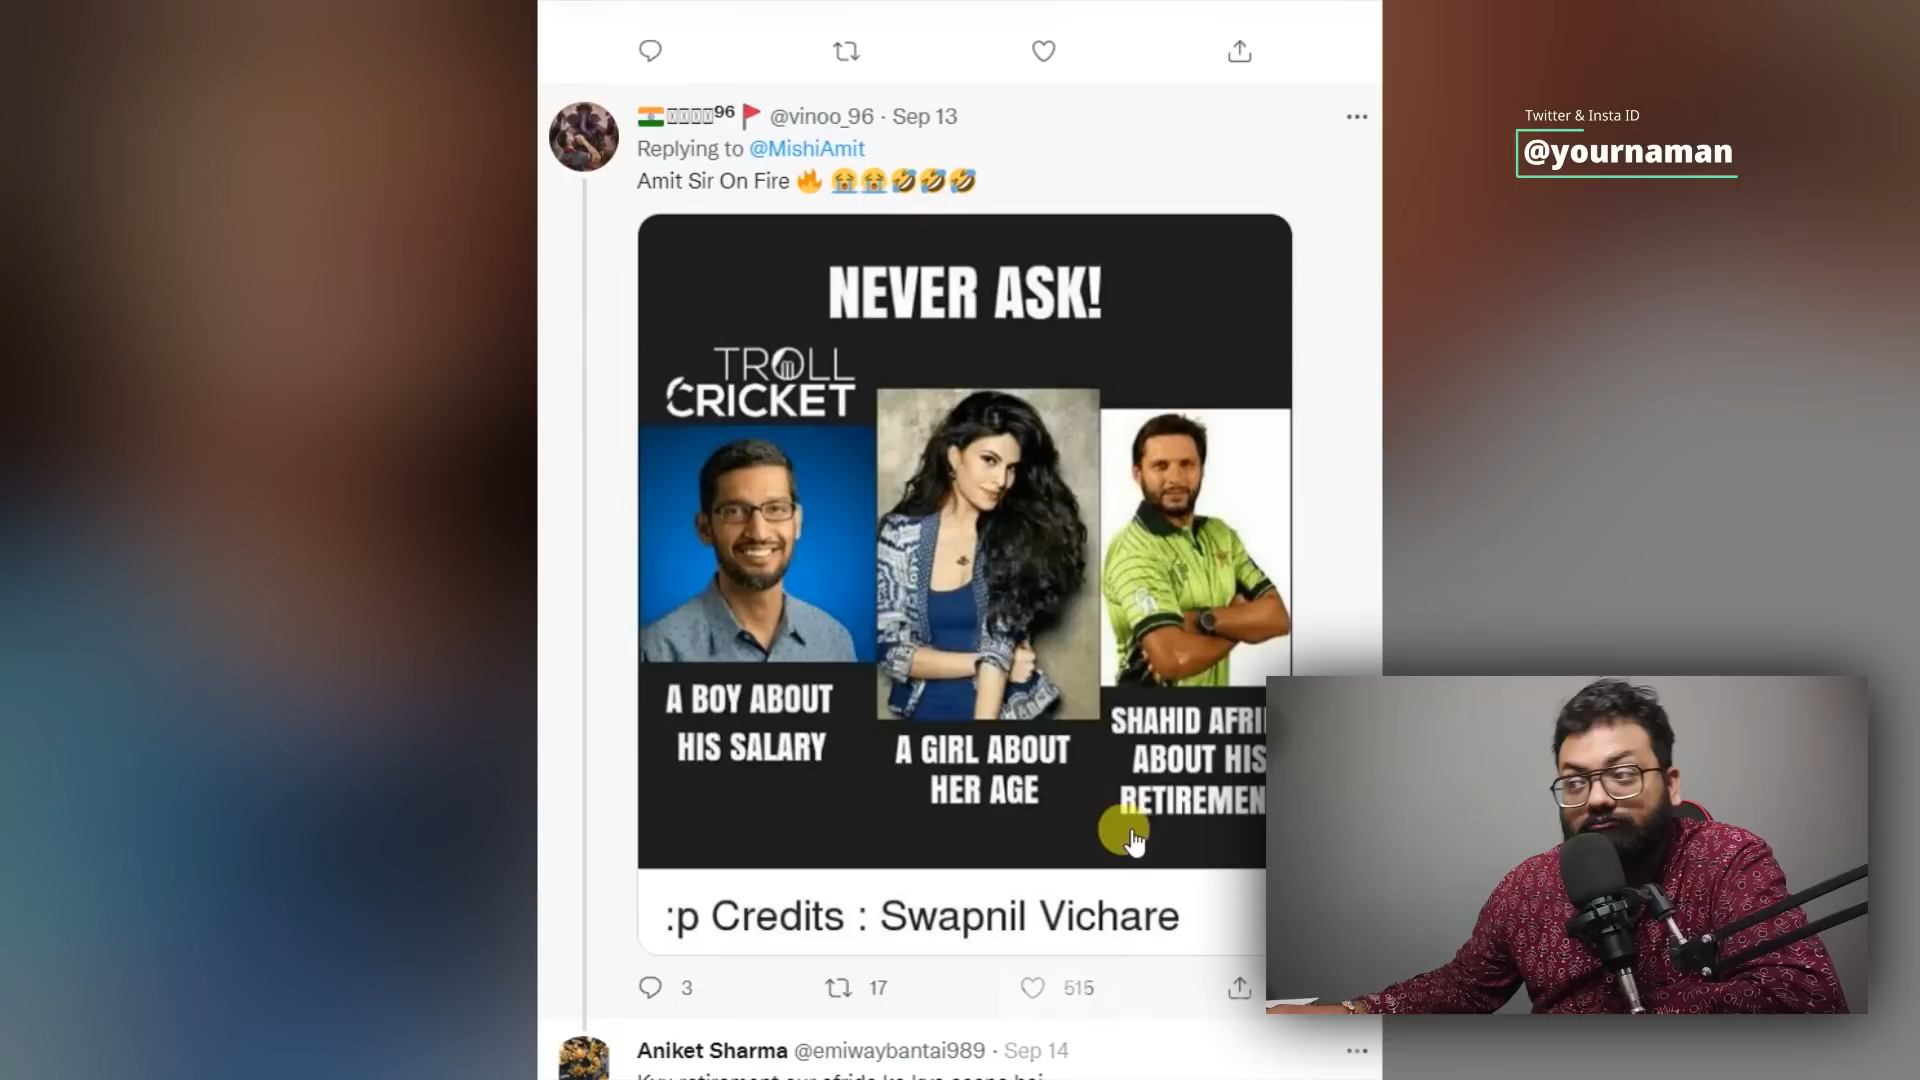 96 @vinoo_96 · Sep 13
Replying to @MishiAmit
Amit Sir On Fire 🔥 😭😭🤣🤣🤣
NEVER ASK!
TROLL
CRICKET
A BOY ABOUT
HIS SALARY
A GIRL ABOUT
HER AGE
SHAHID AFRI
ABOUT HIS
RETIREMEN
:p Credits : Swapnil Vichare
3
17
515
Aniket Sharma @emiwaybantai989 · Sep 14
Twitter & Insta ID
@yournaman